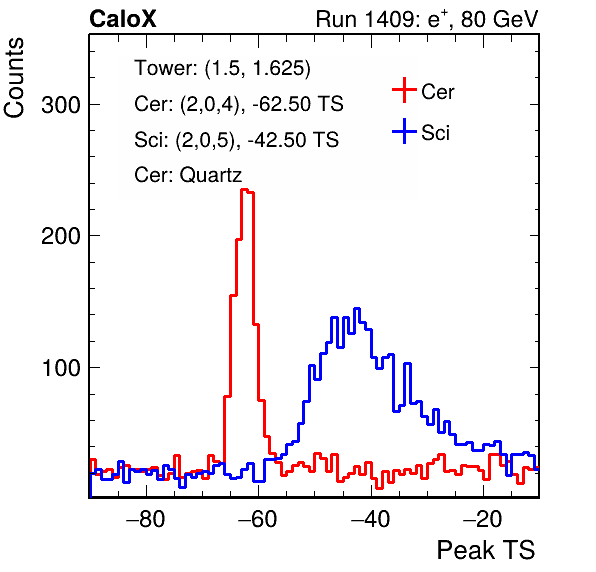 CaloX Run 1409: e⁺, 80 GeV
Counts
Tower: (1.5, 1.625)
Cer: (2,0,4), -62.50 TS
Sci: (2,0,5), -42.50 TS
Cer: Quartz
Cer
Sci
300
200
100
−80 −60 −40 −20
Peak TS